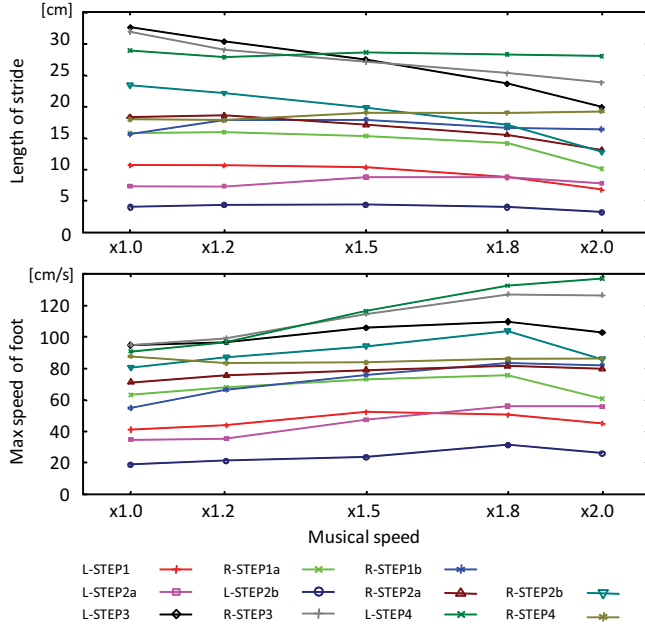 [cm]
35
30
25
20
15
10
5
0
Length of stride
x1.0 x1.2 x1.5 x1.8 x2.0
[cm/s]
120
100
80
60
40
20
0
Max speed of foot
x1.0 x1.2 x1.5 x1.8 x2.0
Musical speed
L-STEP1 R-STEP1a R-STEP1b
L-STEP2a L-STEP2b R-STEP2a R-STEP2b
L-STEP3 R-STEP3 L-STEP4 R-STEP4